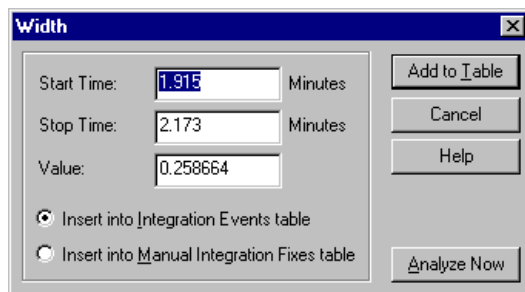 Width
Start Time: 1.915 Minutes
Stop Time: 2.173 Minutes
Value: 0.258664
Insert into Integration Events table
Insert into Manual Integration Fixes table
Add to Table
Cancel
Help
Analyze Now